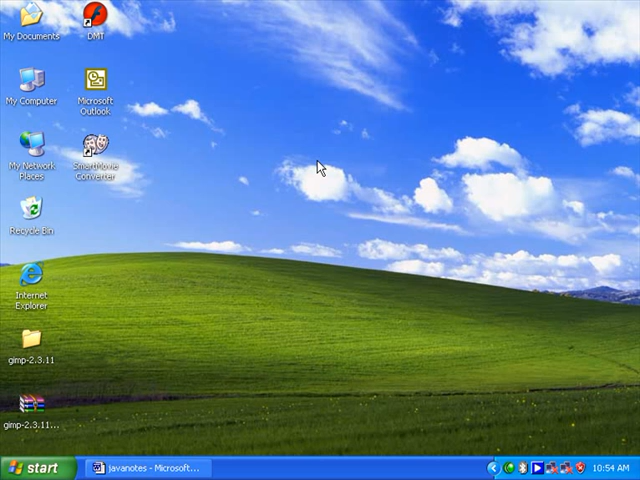 My Documents
DMT
My Computer
Microsoft
Outlook
My Network
Places
SmartMovie
Converter
Recycle Bin
Internet
Explorer
gimp-2.3.11
gimp-2.3.11...
start
javanotes - Microsoft...
10:54 AM